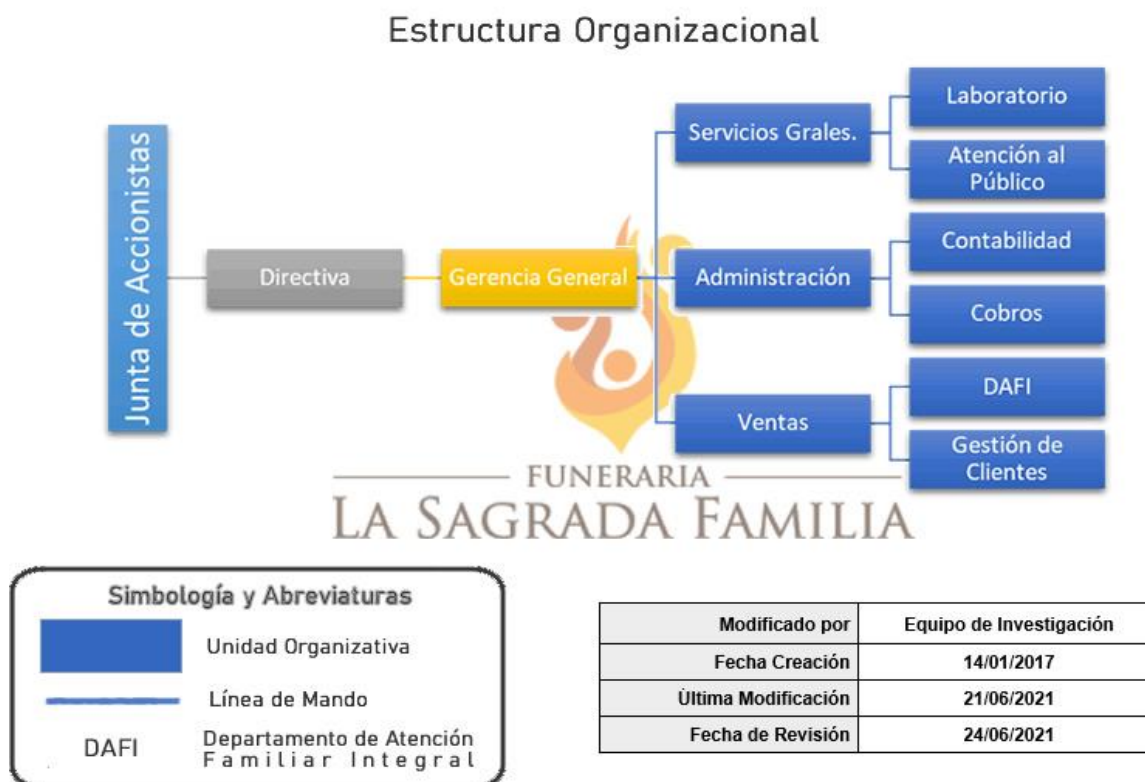 Estructura Organizacional
Junta de Accionistas
Directiva
Gerencia General
Servicios Grales.
Laboratorio
Atención al
Público
Administración
Contabilidad
Cobros
Ventas
DAFI
Gestión de
Clientes
FUNERARIA
LA SAGRADA FAMILIA
Simbología y Abreviaturas
Unidad Organizativa
Línea de Mando
DAFI
Departamento de Atención
Familiar Integral
Modificado por Equipo de Investigación
Fecha Creación 14/01/2017
Ùltima Modificación 21/06/2021
Fecha de Revisión 24/06/2021